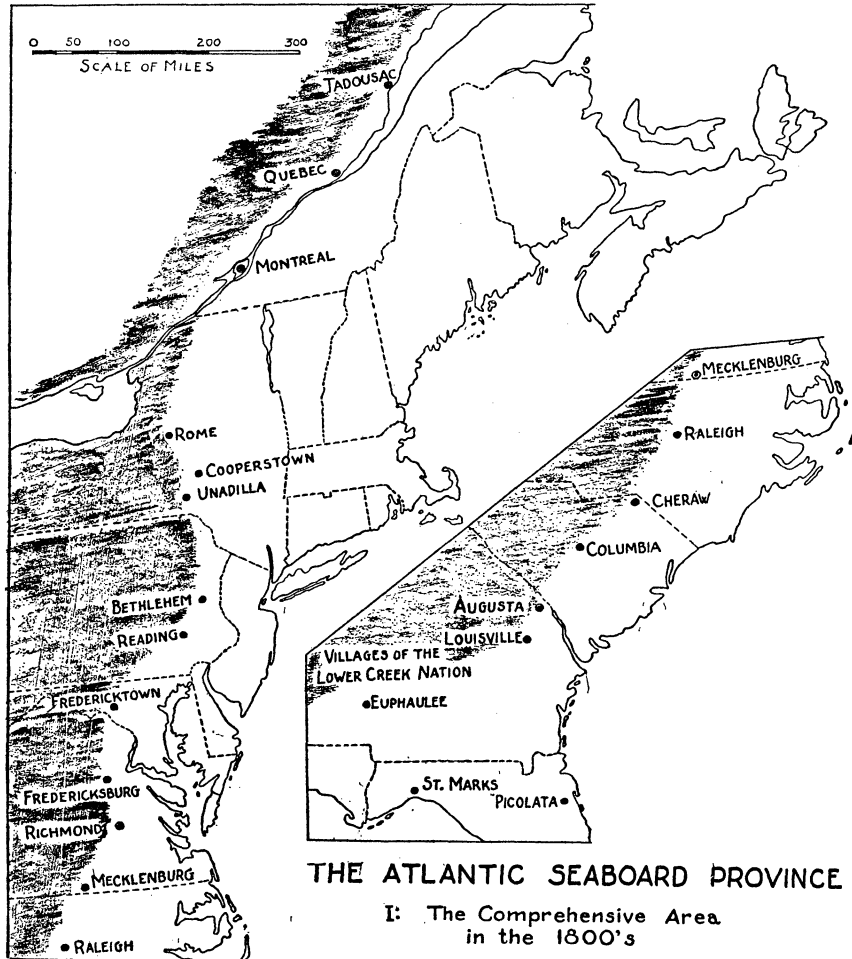 0 50 100 200 300
SCALE OF MILES
TADOUSAC
QUEBEC
MONTREAL
ROME
COOPERSTOWN
UNADILLA
BETHLEHEM
READING
FREDERICKTOWN
FREDERICKSBURG
RICHMOND
MECKLENBURG
RALEIGH
MECKLENBURG
RALEIGH
CHERAW
COLUMBIA
AUGUSTA
LOUISVILLE
VILLAGES OF THE
LOWER CREEK NATION
EUPHAULEE
ST. MARKS
PICOLATA
THE ATLANTIC SEABOARD PROVINCE
I: The Comprehensive Area
in the 1800's